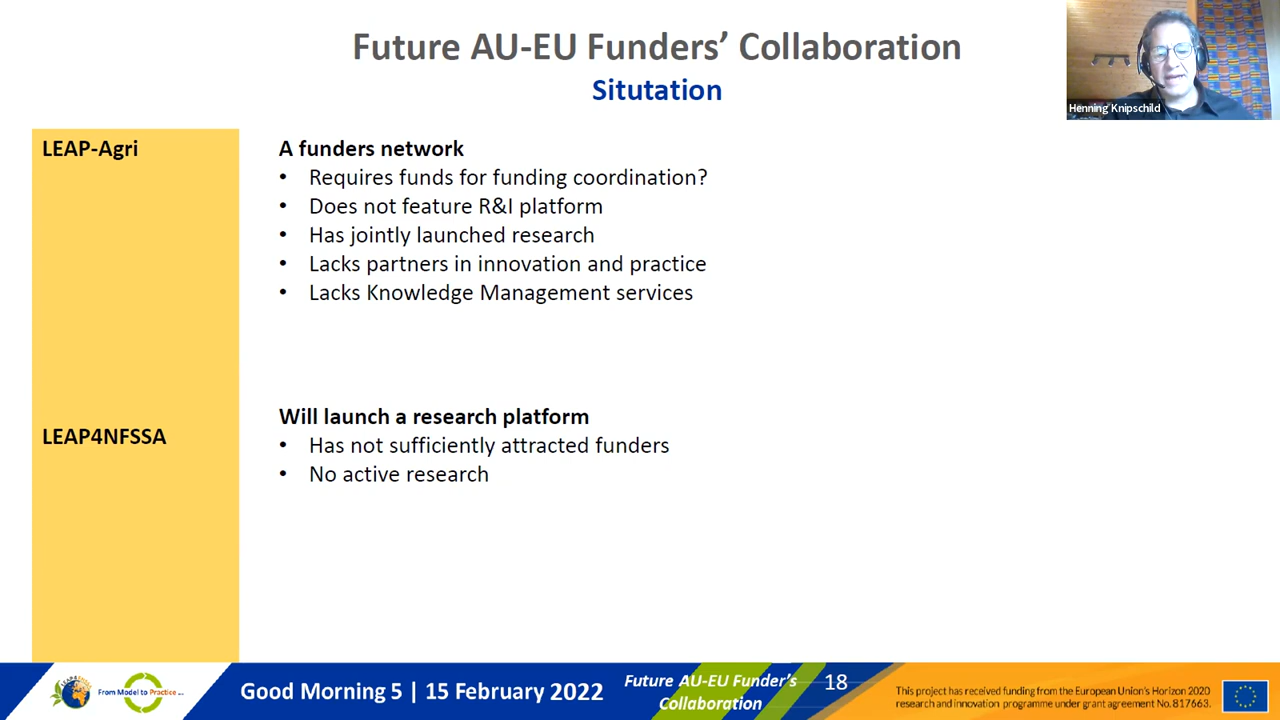 Future AU-EU Funders' Collaboration
Situtation
Henning Knipschild
LEAP-Agri
A funders network
• Requires funds for funding coordination?
• Does not feature R&I platform
• Has jointly launched research
• Lacks partners in innovation and practice
• Lacks Knowledge Management services
LEAP4NFSSA
Will launch a research platform
• Has not sufficiently attracted funders
• No active research
From Model to Practice
Good Morning 5 | 15 February 2022
Future AU-EU Funder's
Collaboration
18
This project has received funding from the European Union's Horizon 2020
research and innovation programme under grant agreement No. 817663.